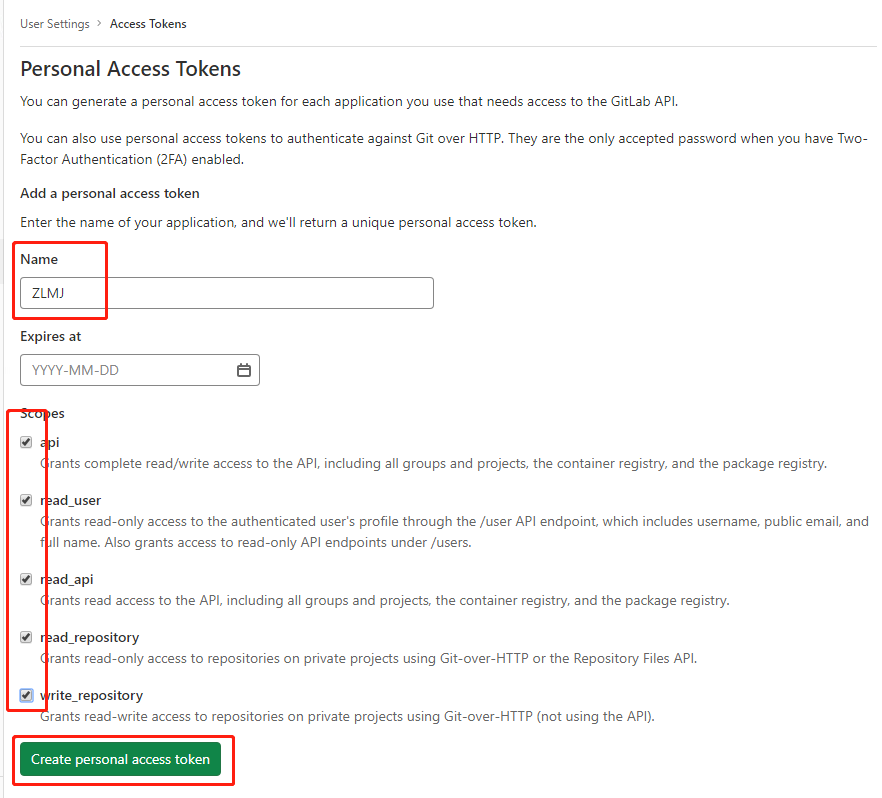 User Settings > Access Tokens
Personal Access Tokens
You can generate a personal access token for each application you use that needs access to the GitLab API.
You can also use personal access tokens to authenticate against Git over HTTP. They are the only accepted password when you have Two-
Factor Authentication (2FA) enabled.
Add a personal access token
Enter the name of your application, and we'll return a unique personal access token.
Name
ZLMJ
Expires at
YYYY-MM-DD
Scopes
api
Grants complete read/write access to the API, including all groups and projects, the container registry, and the package registry.
read_user
Grants read-only access to the authenticated user's profile through the /user API endpoint, which includes username, public email, and
full name. Also grants access to read-only API endpoints under /users.
read_api
Grants read access to the API, including all groups and projects, the container registry, and the package registry.
read_repository
Grants read-only access to repositories on private projects using Git-over-HTTP or the Repository Files API.
write_repository
Grants read-write access to repositories on private projects using Git-over-HTTP (not using the API).
Create personal access token